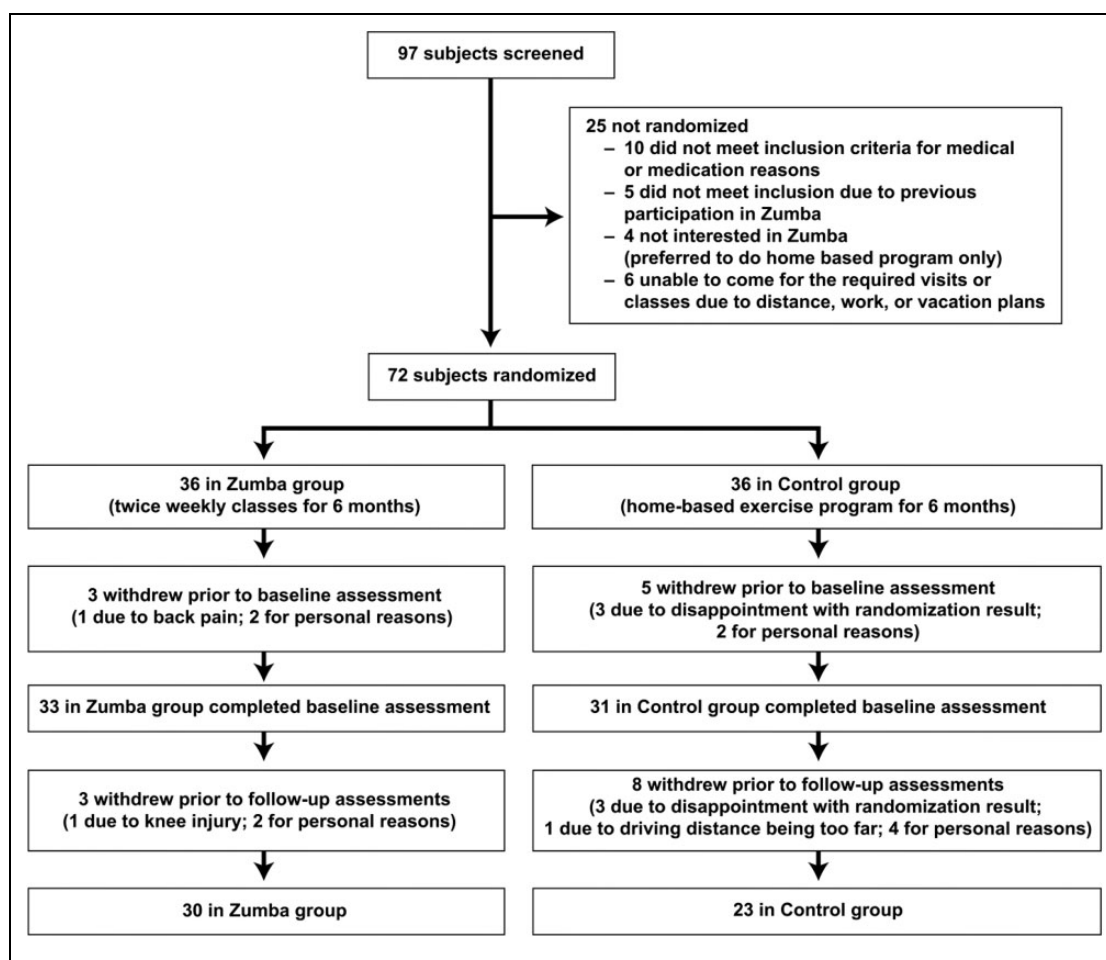 97 subjects screened
25 not randomized
– 10 did not meet inclusion criteria for medical
or medication reasons
– 5 did not meet inclusion due to previous
participation in Zumba
– 4 not interested in Zumba
(preferred to do home based program only)
– 6 unable to come for the required visits or
classes due to distance, work, or vacation plans
72 subjects randomized
36 in Zumba group
(twice weekly classes for 6 months)
36 in Control group
(home-based exercise program for 6 months)
3 withdrew prior to baseline assessment
(1 due to back pain; 2 for personal reasons)
5 withdrew prior to baseline assessment
(3 due to disappointment with randomization result;
2 for personal reasons)
33 in Zumba group completed baseline assessment
31 in Control group completed baseline assessment
3 withdrew prior to follow-up assessments
(1 due to knee injury; 2 for personal reasons)
8 withdrew prior to follow-up assessments
(3 due to disappointment with randomization result;
1 due to driving distance being too far; 4 for personal reasons)
30 in Zumba group
23 in Control group